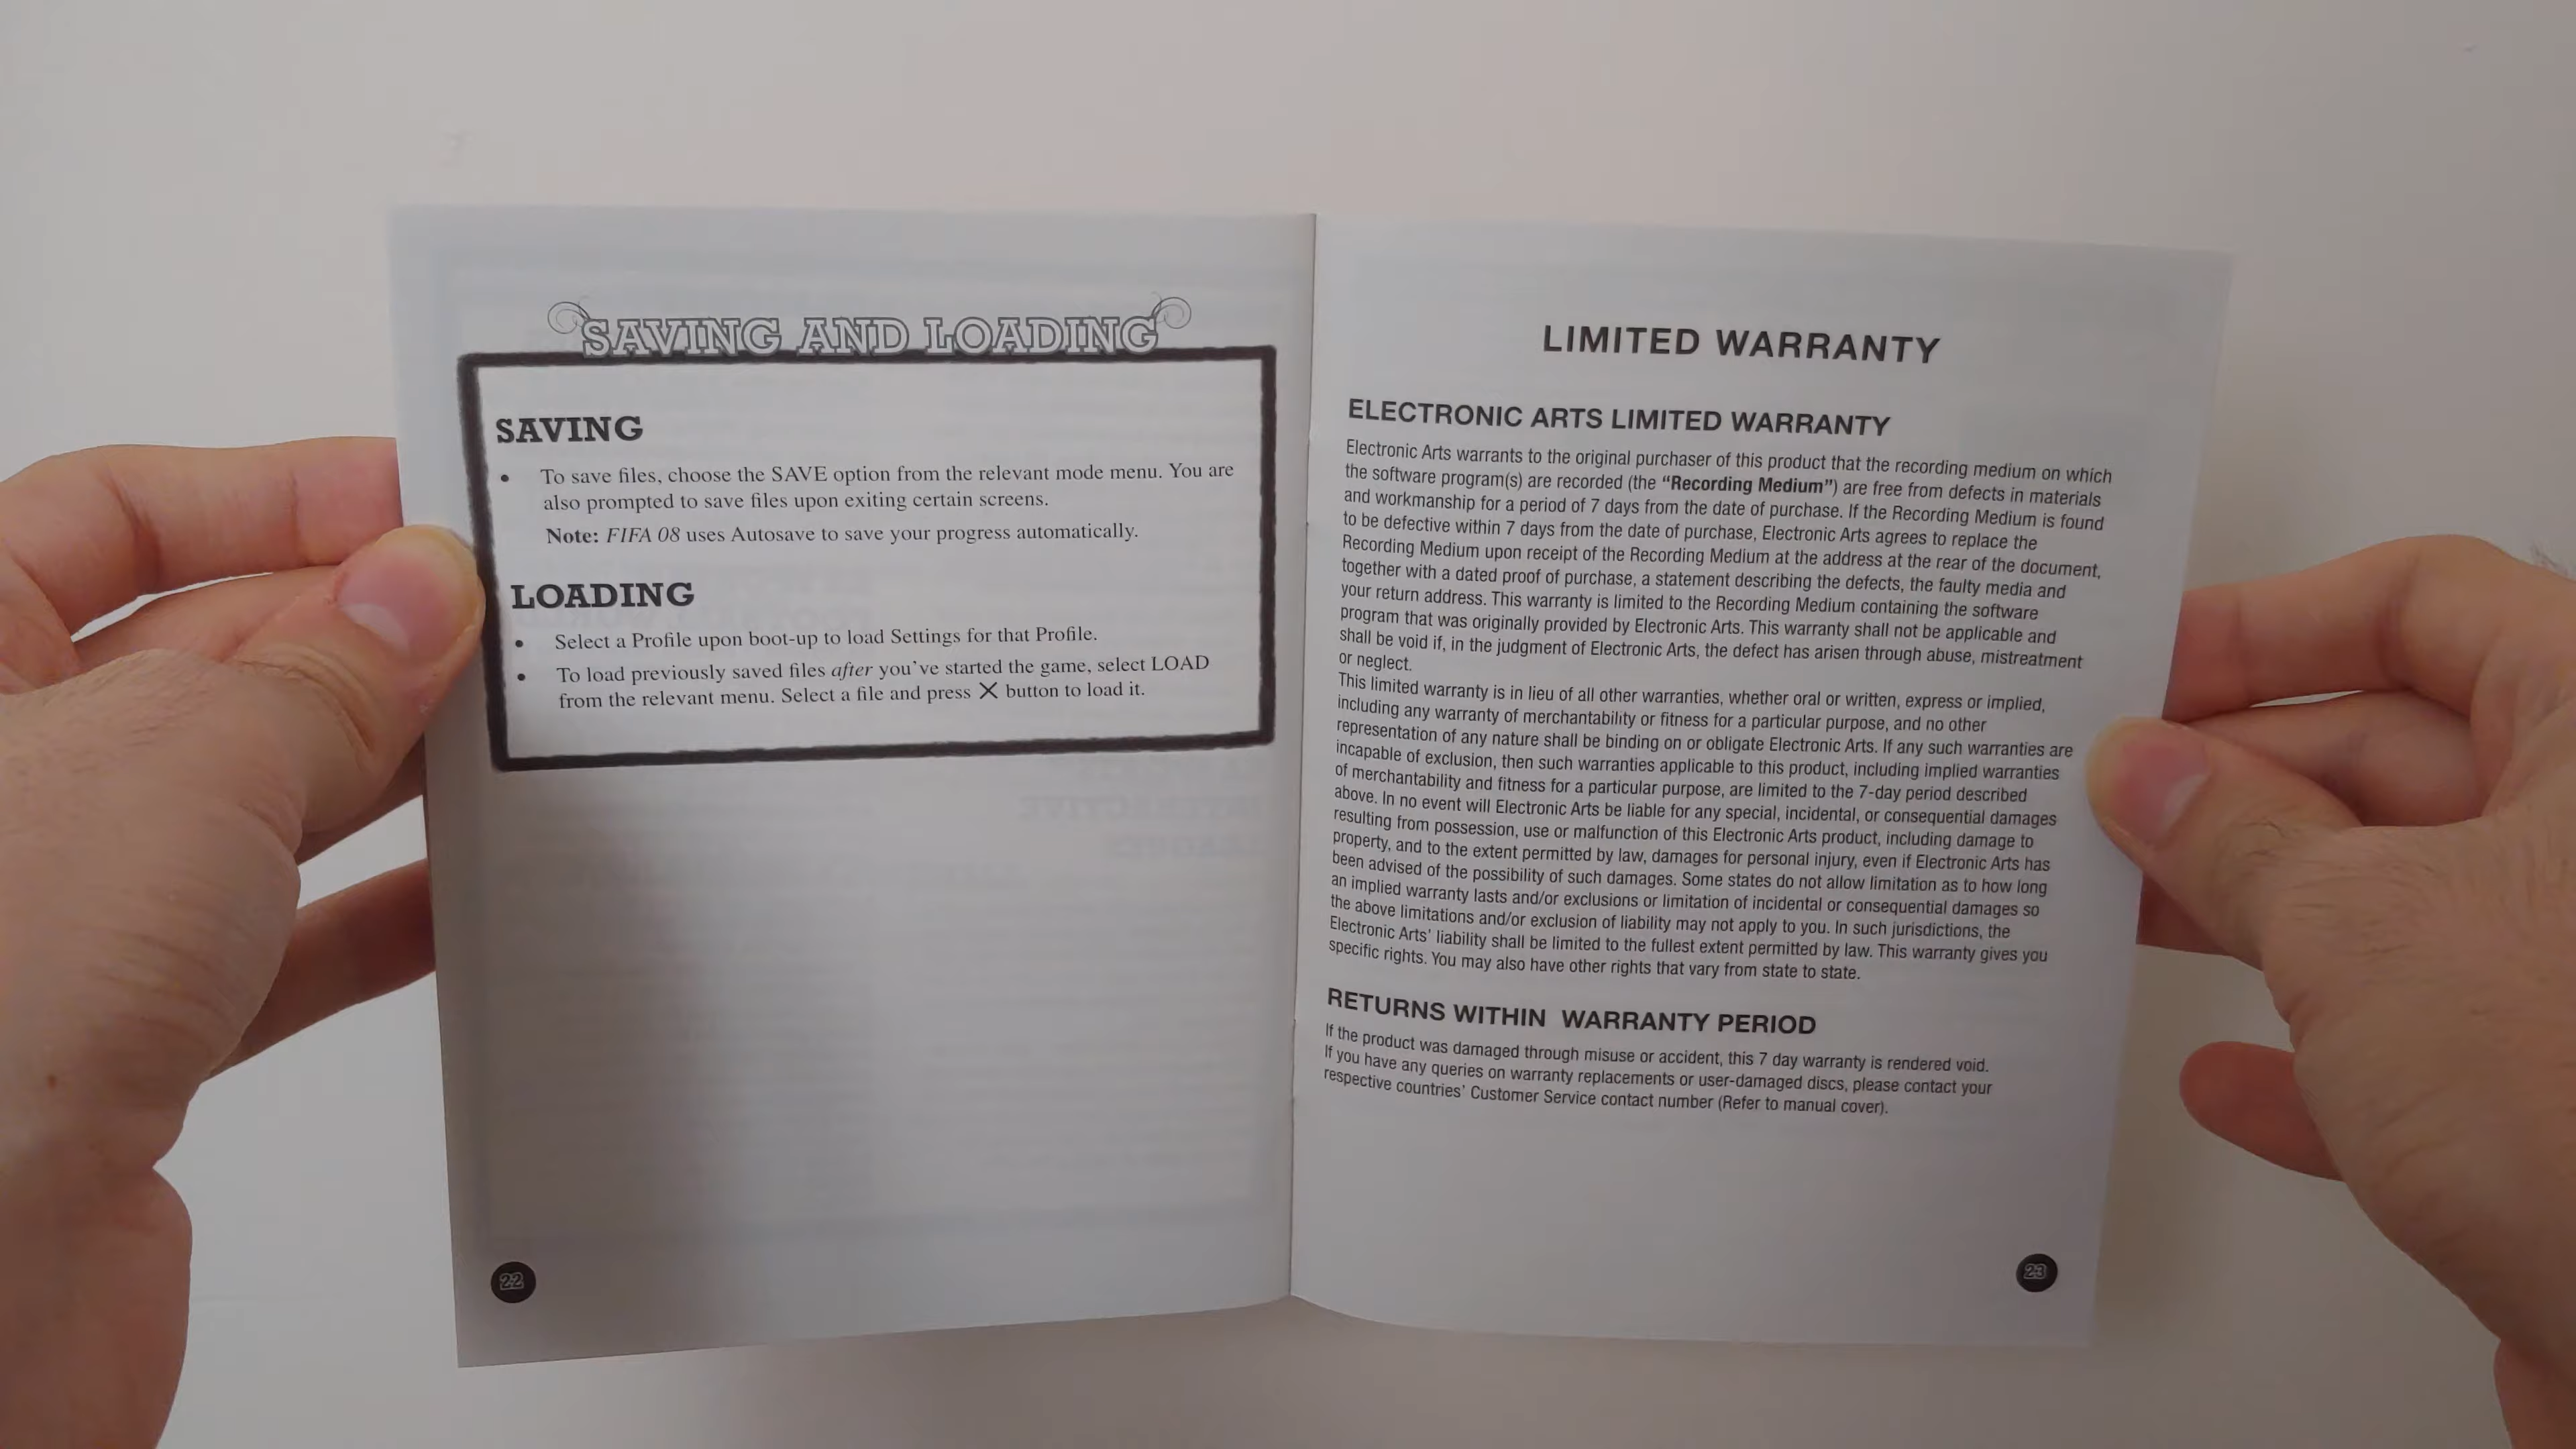 SAVING AND LOADING
SAVING
• To save files, choose the SAVE option from the relevant mode menu. You are
also prompted to save files upon exiting certain screens.
Note: FIFA 08 uses Autosave to save your progress automatically.
LOADING
• Select a Profile upon boot-up to load Settings for that Profile.
• To load previously saved files after you've started the game, select LOAD
from the relevant menu. Select a file and press ✕ button to load it.
22
LIMITED WARRANTY
ELECTRONIC ARTS LIMITED WARRANTY
Electronic Arts warrants to the original purchaser of this product that the recording medium on which
the software program(s) are recorded (the “Recording Medium”) are free from defects in materials
and workmanship for a period of 7 days from the date of purchase. If the Recording Medium is found
to be defective within 7 days from the date of purchase, Electronic Arts agrees to replace the
Recording Medium upon receipt of the Recording Medium at the address at the rear of the document,
together with a dated proof of purchase, a statement describing the defects, the faulty media and
your return address. This warranty is limited to the Recording Medium containing the software
program that was originally provided by Electronic Arts. This warranty shall not be applicable and
shall be void if, in the judgment of Electronic Arts, the defect has arisen through abuse, mistreatment
or neglect.
This limited warranty is in lieu of all other warranties, whether oral or written, express or implied,
including any warranty of merchantability or fitness for a particular purpose, and no other
representation of any nature shall be binding on or obligate Electronic Arts. If any such warranties are
incapable of exclusion, then such warranties applicable to this product, including implied warranties
of merchantability and fitness for a particular purpose, are limited to the 7-day period described
above. In no event will Electronic Arts be liable for any special, incidental, or consequential damages
resulting from possession, use or malfunction of this Electronic Arts product, including damage to
property, and to the extent permitted by law, damages for personal injury, even if Electronic Arts has
been advised of the possibility of such damages. Some states do not allow limitation as to how long
an implied warranty lasts and/or exclusions or limitation of incidental or consequential damages so
the above limitations and/or exclusion of liability may not apply to you. In such jurisdictions, the
Electronic Arts’ liability shall be limited to the fullest extent permitted by law. This warranty gives you
specific rights. You may also have other rights that vary from state to state.
RETURNS WITHIN WARRANTY PERIOD
If the product was damaged through misuse or accident, this 7 day warranty is rendered void.
If you have any queries on warranty replacements or user-damaged discs, please contact your
respective countries’ Customer Service contact number (Refer to manual cover).
23